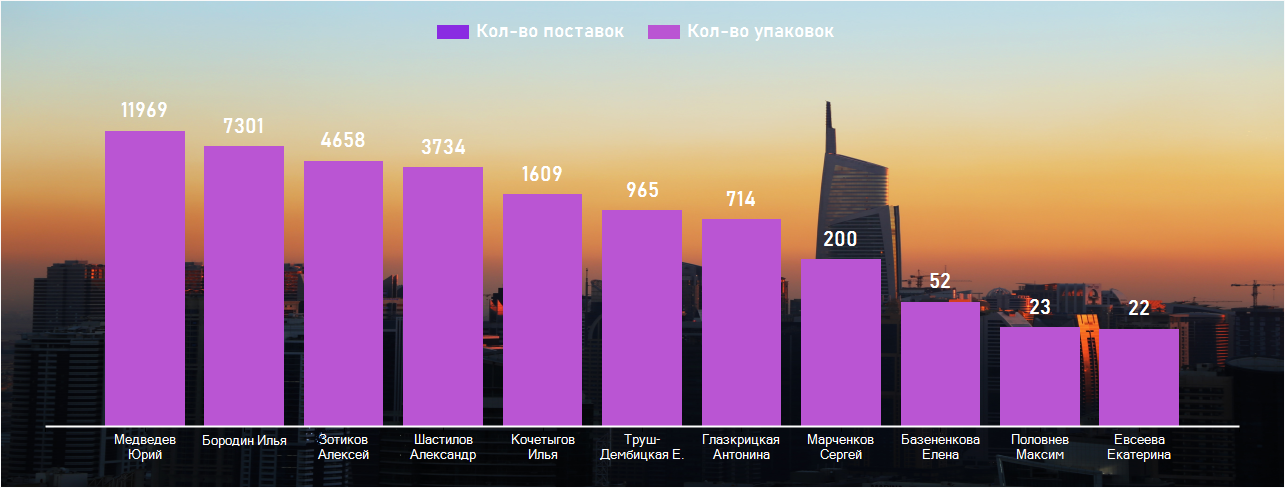 Кол-во поставок Кол-во упаковок
11969 7301 4658 3734 1609 965 714 200 52 23 22
Медведев Юрий
Бородин Илья
Зотиков Алексей
Шастилов Александр
Кочетыгов Илья
Труш-
Дембицкая Е.
Глазкрицкая Антонина
Марченков Сергей
Базененкова Елена
Половнев Максим
Евсеева Екатерина